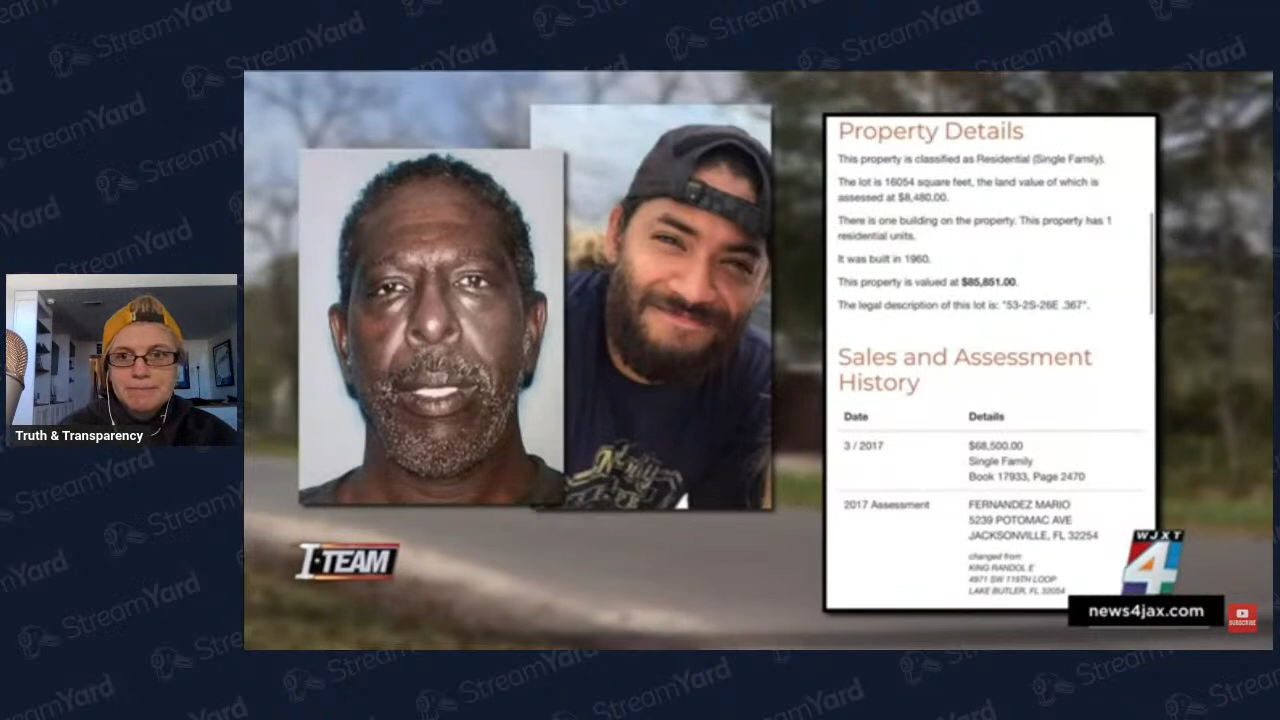 StreamYard
Property Details
This property is classified as Residential (Single Family).
The lot is 16054 square feet, the land value of which is
assessed at $8,480.00.
There is one building on the property. This property has 1
residential units.
It was built in 1960.
This property is valued at $85,851.00.
The legal description of this lot is: "53-2S-26E .367".
Sales and Assessment
History
Date
Details
3 / 2017
$68,500.00
Single Family
Book 17933, Page 2470
2017 Assessment
FERNANDEZ MARIO
5239 POTOMAC AVE
JACKSONVILLE, FL 32254
changed from
KING RANDOL E
4971 SW 119TH LOOP
LAKE BUTLER, FL 32054
Truth & Transparency
I-TEAM
WJXT
4
news4jax.com
SUBSCRIBE